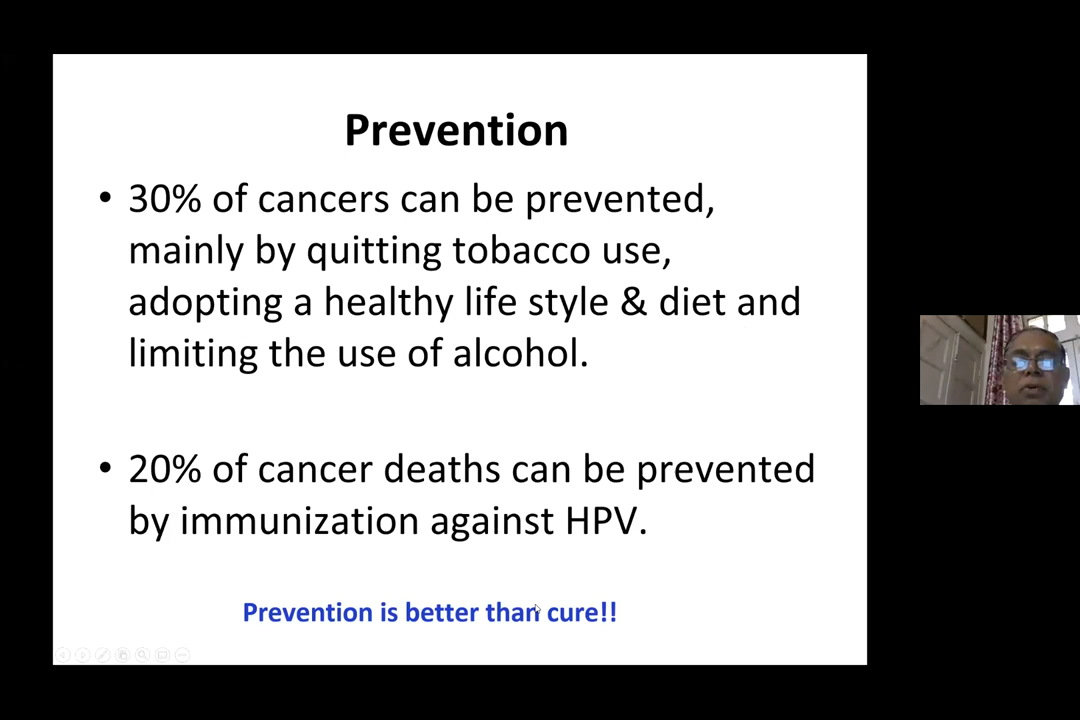 Prevention
• 30% of cancers can be prevented,
mainly by quitting tobacco use,
adopting a healthy life style & diet and
limiting the use of alcohol.
• 20% of cancer deaths can be prevented
by immunization against HPV.
Prevention is better than cure!!